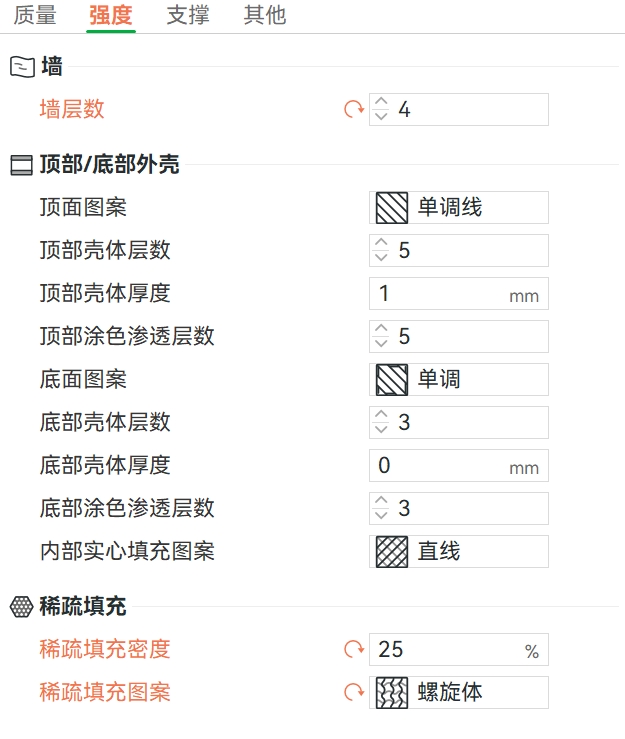 质量 强度 支撑 其他
墙
墙层数 4
顶部/底部外壳
顶面图案 单调线
顶部壳体层数 5
顶部壳体厚度 1 mm
顶部涂色渗透层数 5
底面图案 单调
底部壳体层数 3
底部壳体厚度 0 mm
底部涂色渗透层数 3
内部实心填充图案 直线
稀疏填充
稀疏填充密度 25 %
稀疏填充图案 螺旋体